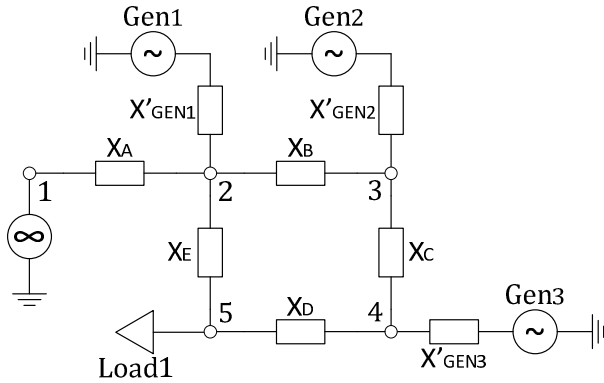 Gen1 Gen2
X'GEN1 X'GEN2
XA XB
1 2 3
∞
XE XC
Gen3
5 XD 4
Load1 X'GEN3